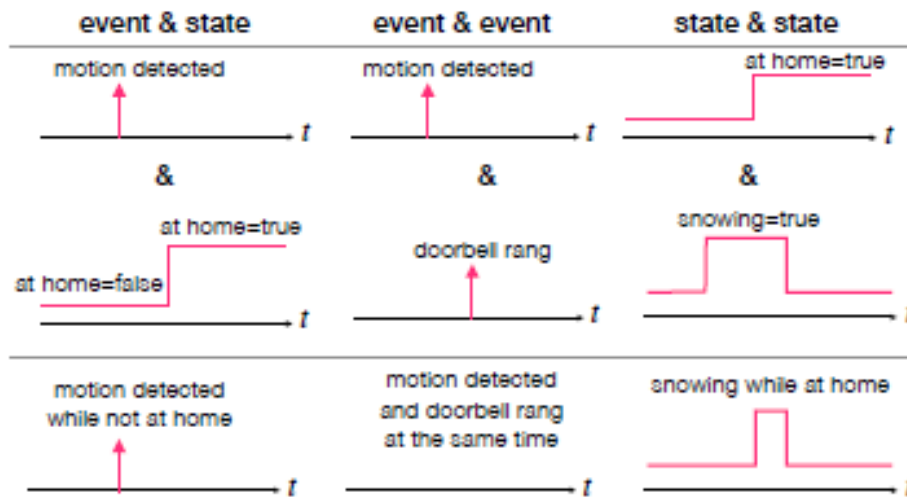 event & state event & event state & state
motion detected motion detected at home=true
t t t
& & &
at home=true doorbell rang snowing=true
at home=false
t t t
motion detected motion detected snowing while at home
while not at home and doorbell rang
at the same time
t t t